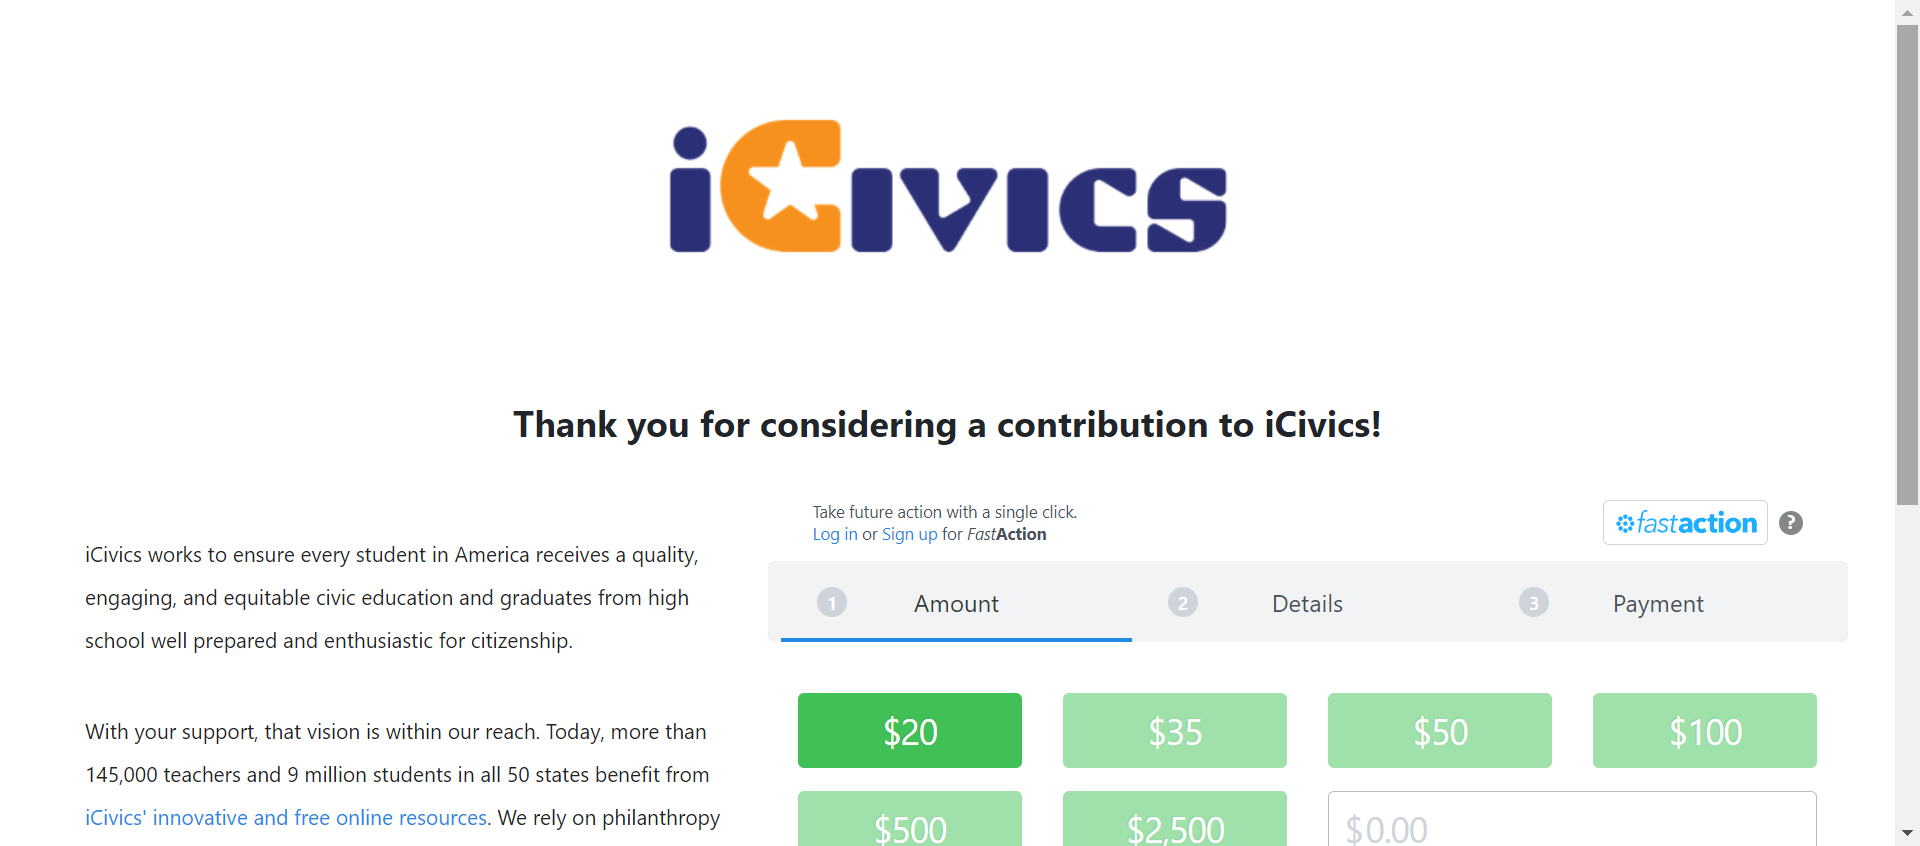 iCivics
Thank you for considering a contribution to iCivics!
iCivics works to ensure every student in America receives a quality,
engaging, and equitable civic education and graduates from high
school well prepared and enthusiastic for citizenship.
With your support, that vision is within our reach. Today, more than
145,000 teachers and 9 million students in all 50 states benefit from
iCivics' innovative and free online resources. We rely on philanthropy
Take future action with a single click.
Log in or Sign up for FastAction
fastaction ?
1 Amount 2 Details 3 Payment
$20 $35 $50 $100
$500 $2,500 $0.00